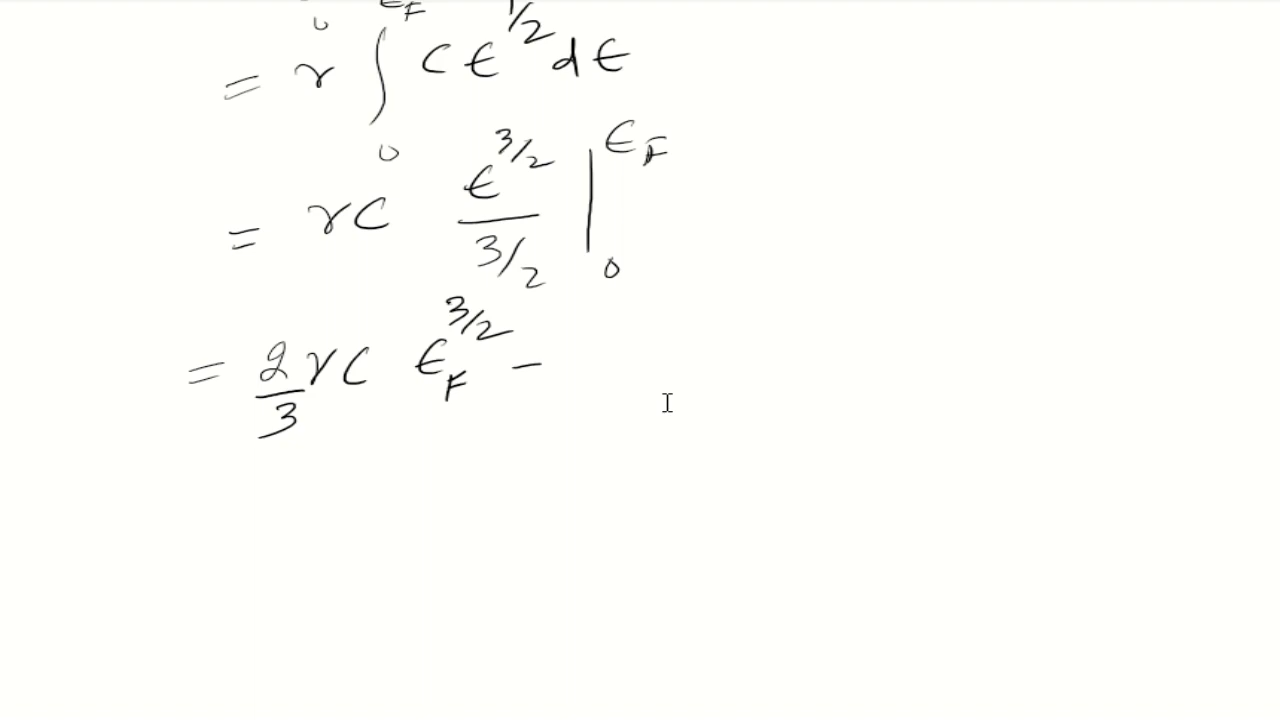 = γ ∫₀^{ϵ_F} C ϵ^{1/2} dϵ
= γC ϵ^{3/2} / (3/2) |₀^{ϵ_F}
= 2/3 γC ϵ_F^{3/2} –